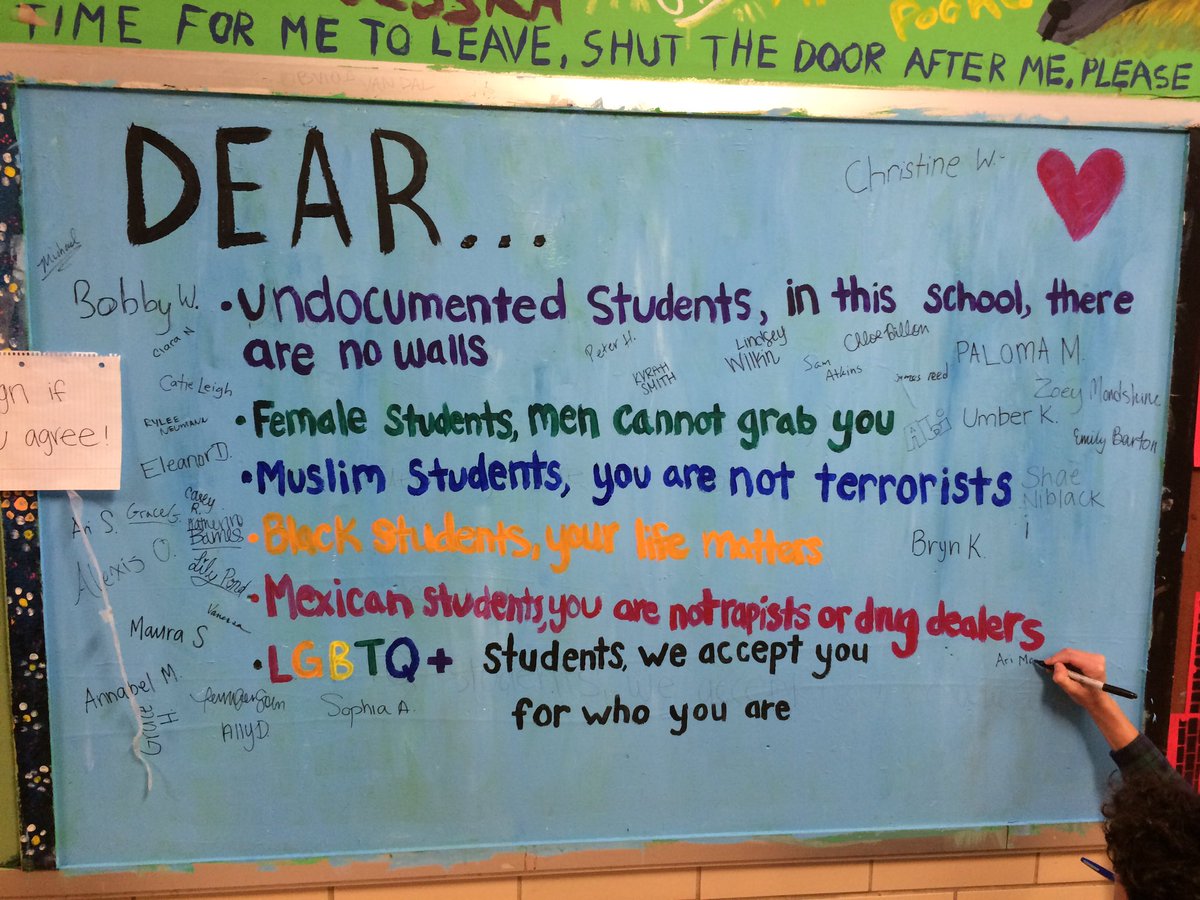 TIME FOR ME TO LEAVE, SHUT THE DOOR AFTER ME, PLEASE
DEAR...
Christine W.
Michael
Bobby W.
• Undocumented Students, in this school, there
are no walls
Ciara N
Peter H.
Lindsey
Wilkin
Chloe Dillon
PALOMA M.
Catie Leigh
KYRAH
SMITH
Sam
Atkins
James reed
Zoey Mondshine
gn if
u agree!
RYLEE
NEUMANN
• Female Students, men cannot grab you
Albi
Umber K.
Emily Barton
Eleanor D.
• Muslim Students, you are not terrorists
Shae
Niblack
Ari S.
Grace G.
Carey
R.
Katherine
Barnes
• Black Students, your life matters
Bryn K.
Alexis O.
Lily Pond
• Mexican students, you are not rapists or drug dealers
Vanessa
Maura S
• LGBTQ+ Students, we accept you
for who you are
Ari Ma
Annabel M.
Grace
H.
Sophia A.
Ally D.